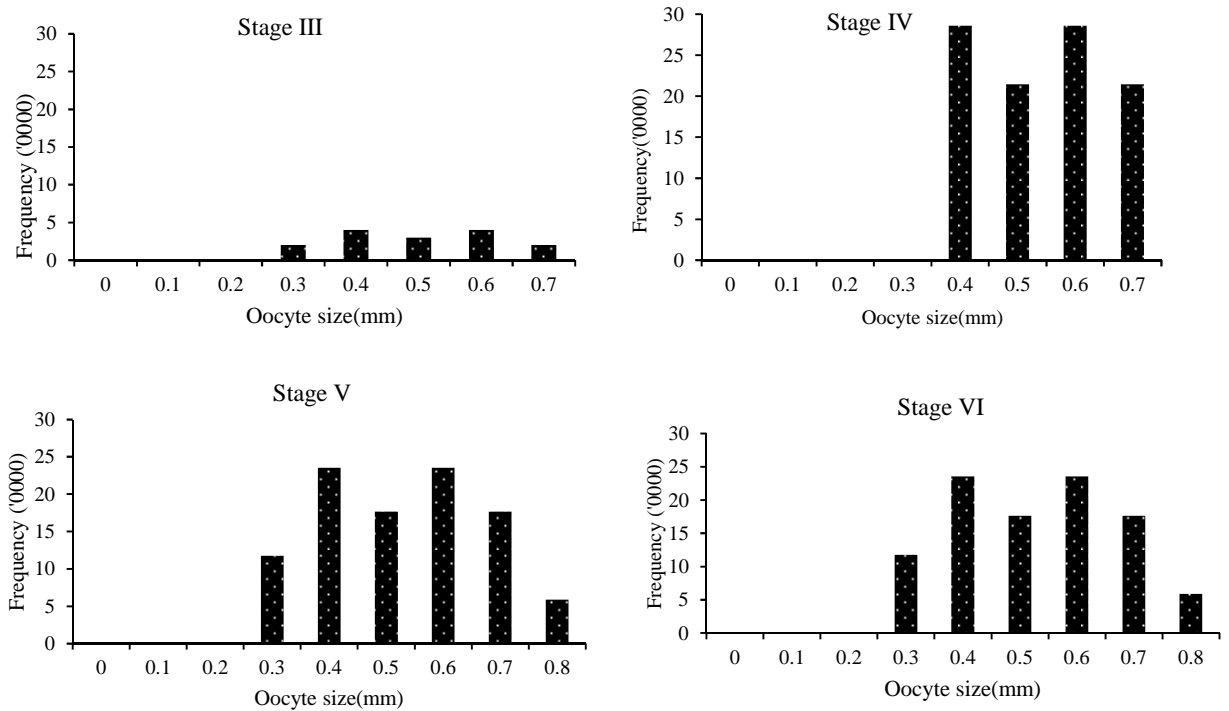 Stage III
Frequency ('0000)
30
25
20
15
10
5
0
0 0.1 0.2 0.3 0.4 0.5 0.6 0.7
Oocyte size(mm)
Stage IV
Frequency('0000)
30
25
20
15
10
5
0
0 0.1 0.2 0.3 0.4 0.5 0.6 0.7
Oocyte size(mm)
Stage V
Frequency ('0000)
30
25
20
15
10
5
0
0 0.1 0.2 0.3 0.4 0.5 0.6 0.7 0.8
Oocyte size(mm)
Stage VI
Frequency ('0000)
30
25
20
15
10
5
0
0 0.1 0.2 0.3 0.4 0.5 0.6 0.7 0.8
Oocyte size(mm)